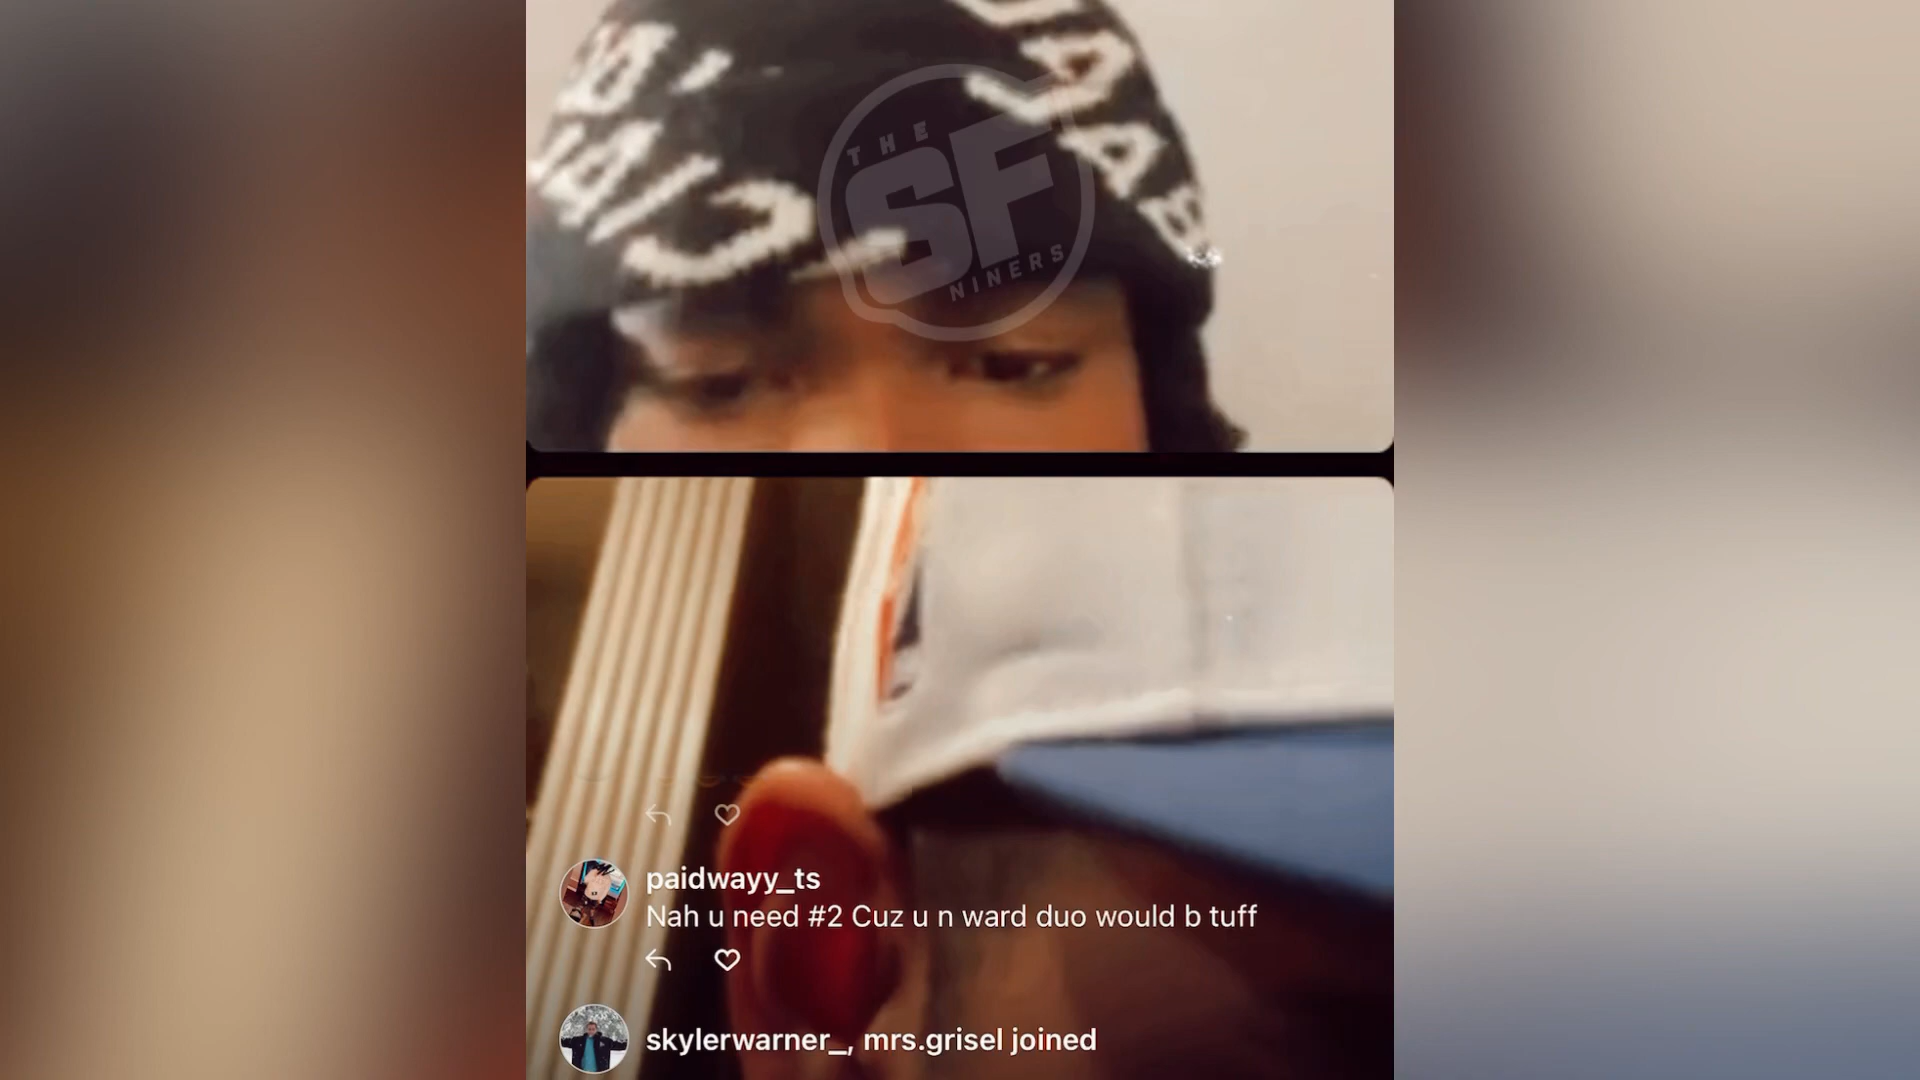 THE
SF
NINERS
paidwayy_ts
Nah u need #2 Cuz u n ward duo would b tuff
skylerwarner_, mrs.grisel joined